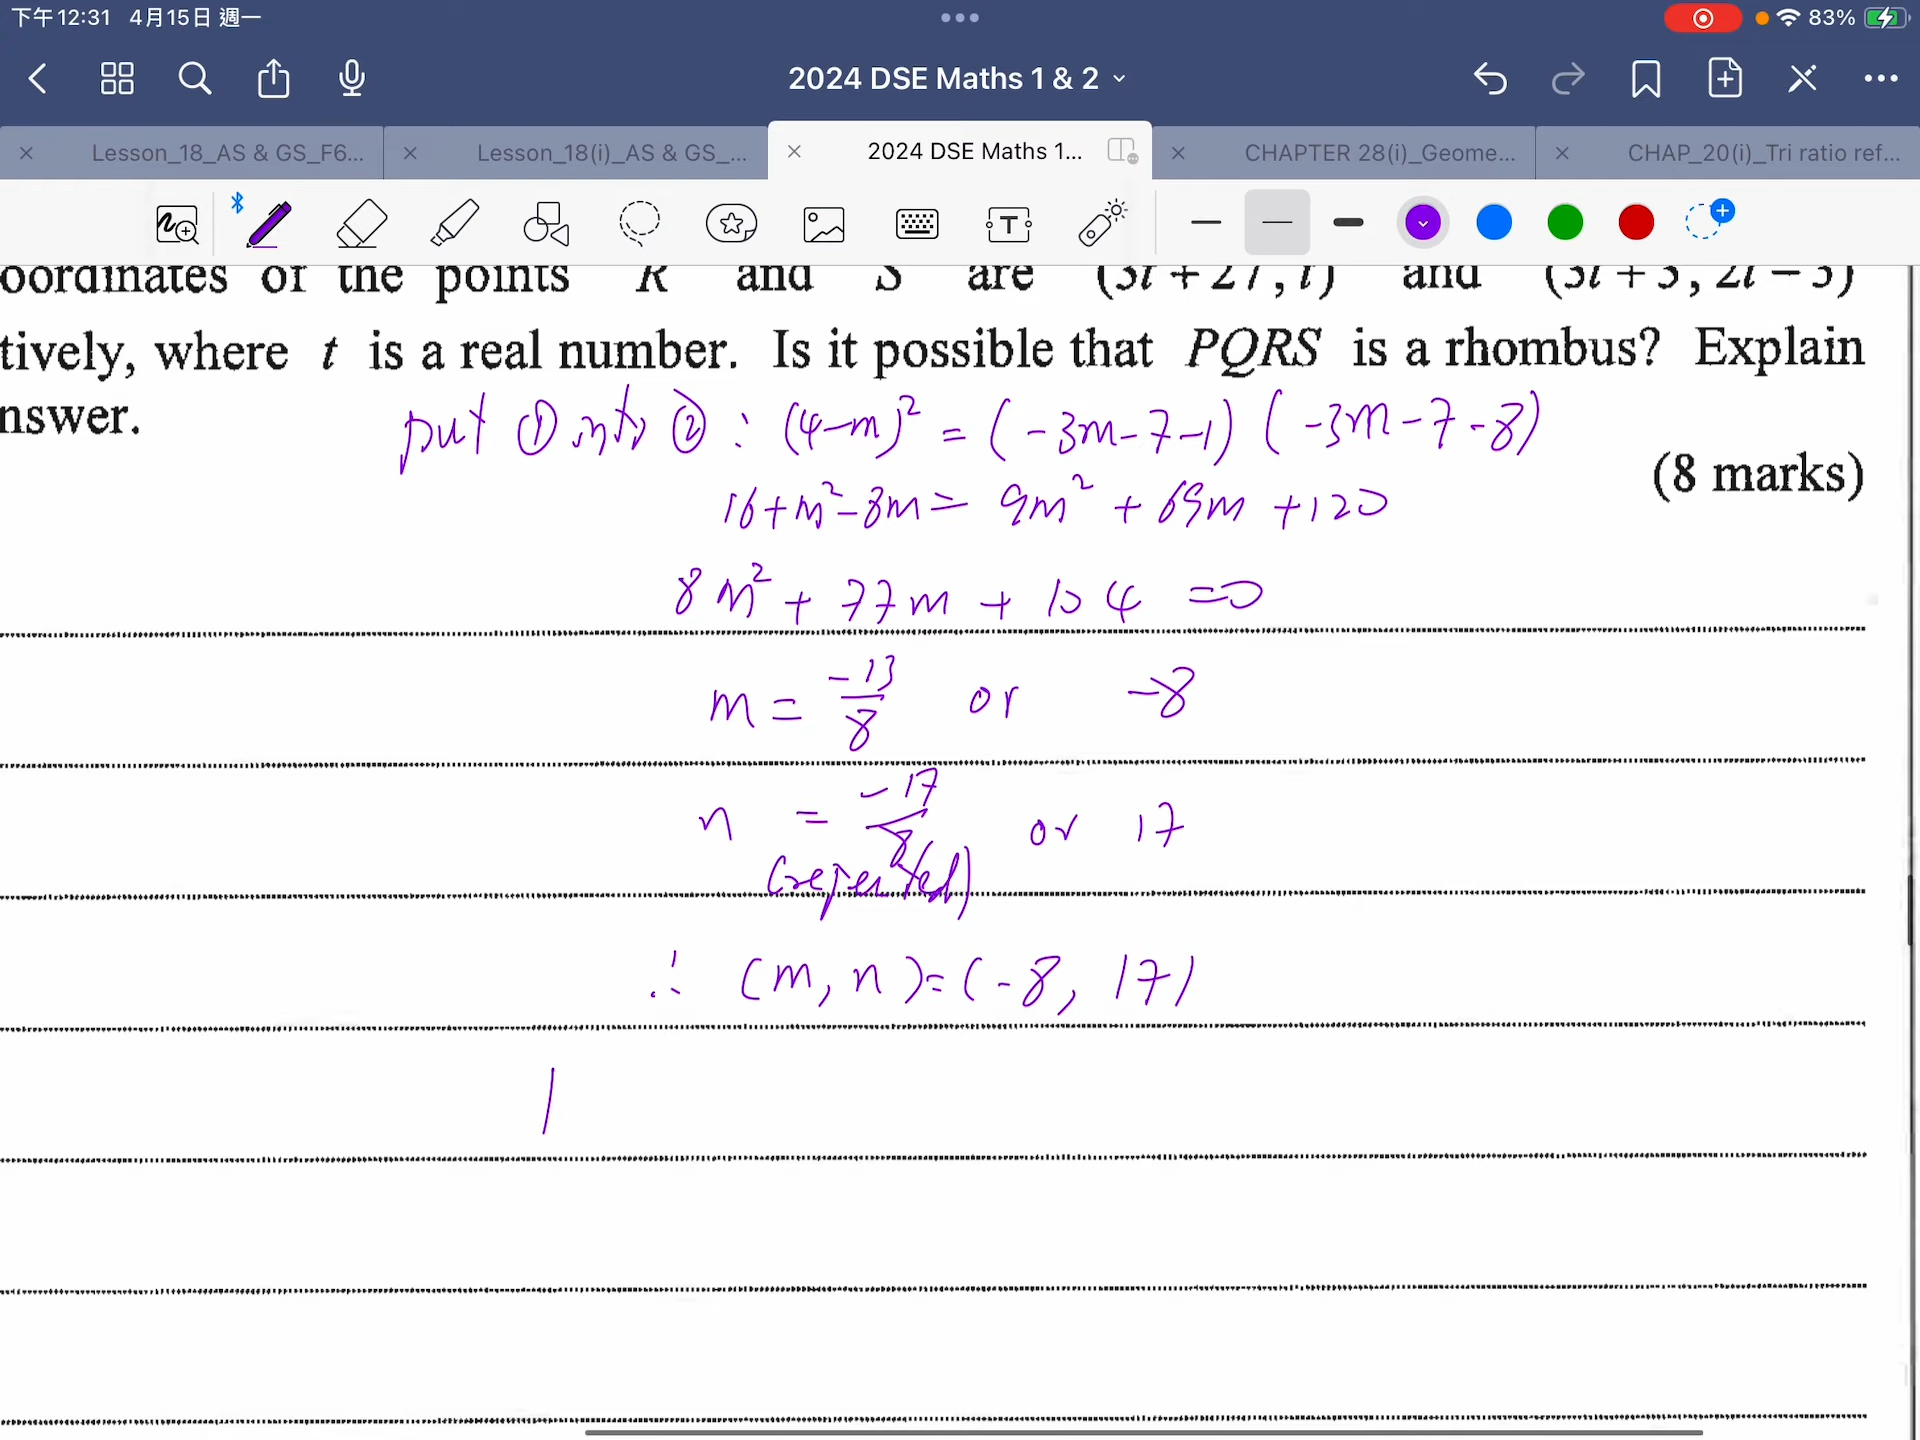 下午12:31 4月15日 週一
83%
2024 DSE Maths 1 & 2
Lesson_18_AS & GS_F6...
Lesson_18(i)_AS & GS_...
2024 DSE Maths 1...
CHAPTER 28(i)_Geome...
CHAP_20(i)_Tri ratio ref...
oordinates of the points R and S are (3t + 27, t) and (3t + 3, 2t − 3)
tively, where t is a real number. Is it possible that PQRS is a rhombus? Explain
nswer.
put ① into ② : (4-m)² = (-3m-7-1)(-3m-7-8)
(8 marks)
16+m²-8m = 9m² + 69m + 120
8m² + 77m + 104 = 0
m = -13/8 or -8
n = -17/8 or 17
(rejected)
∴ (m, n) = (-8, 17)